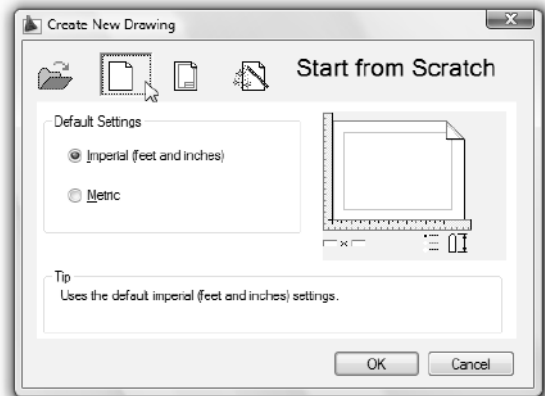 Create New Drawing
Start from Scratch
Default Settings
Imperial (feet and inches)
Metric
Tip
Uses the default imperial (feet and inches) settings.
OK
Cancel